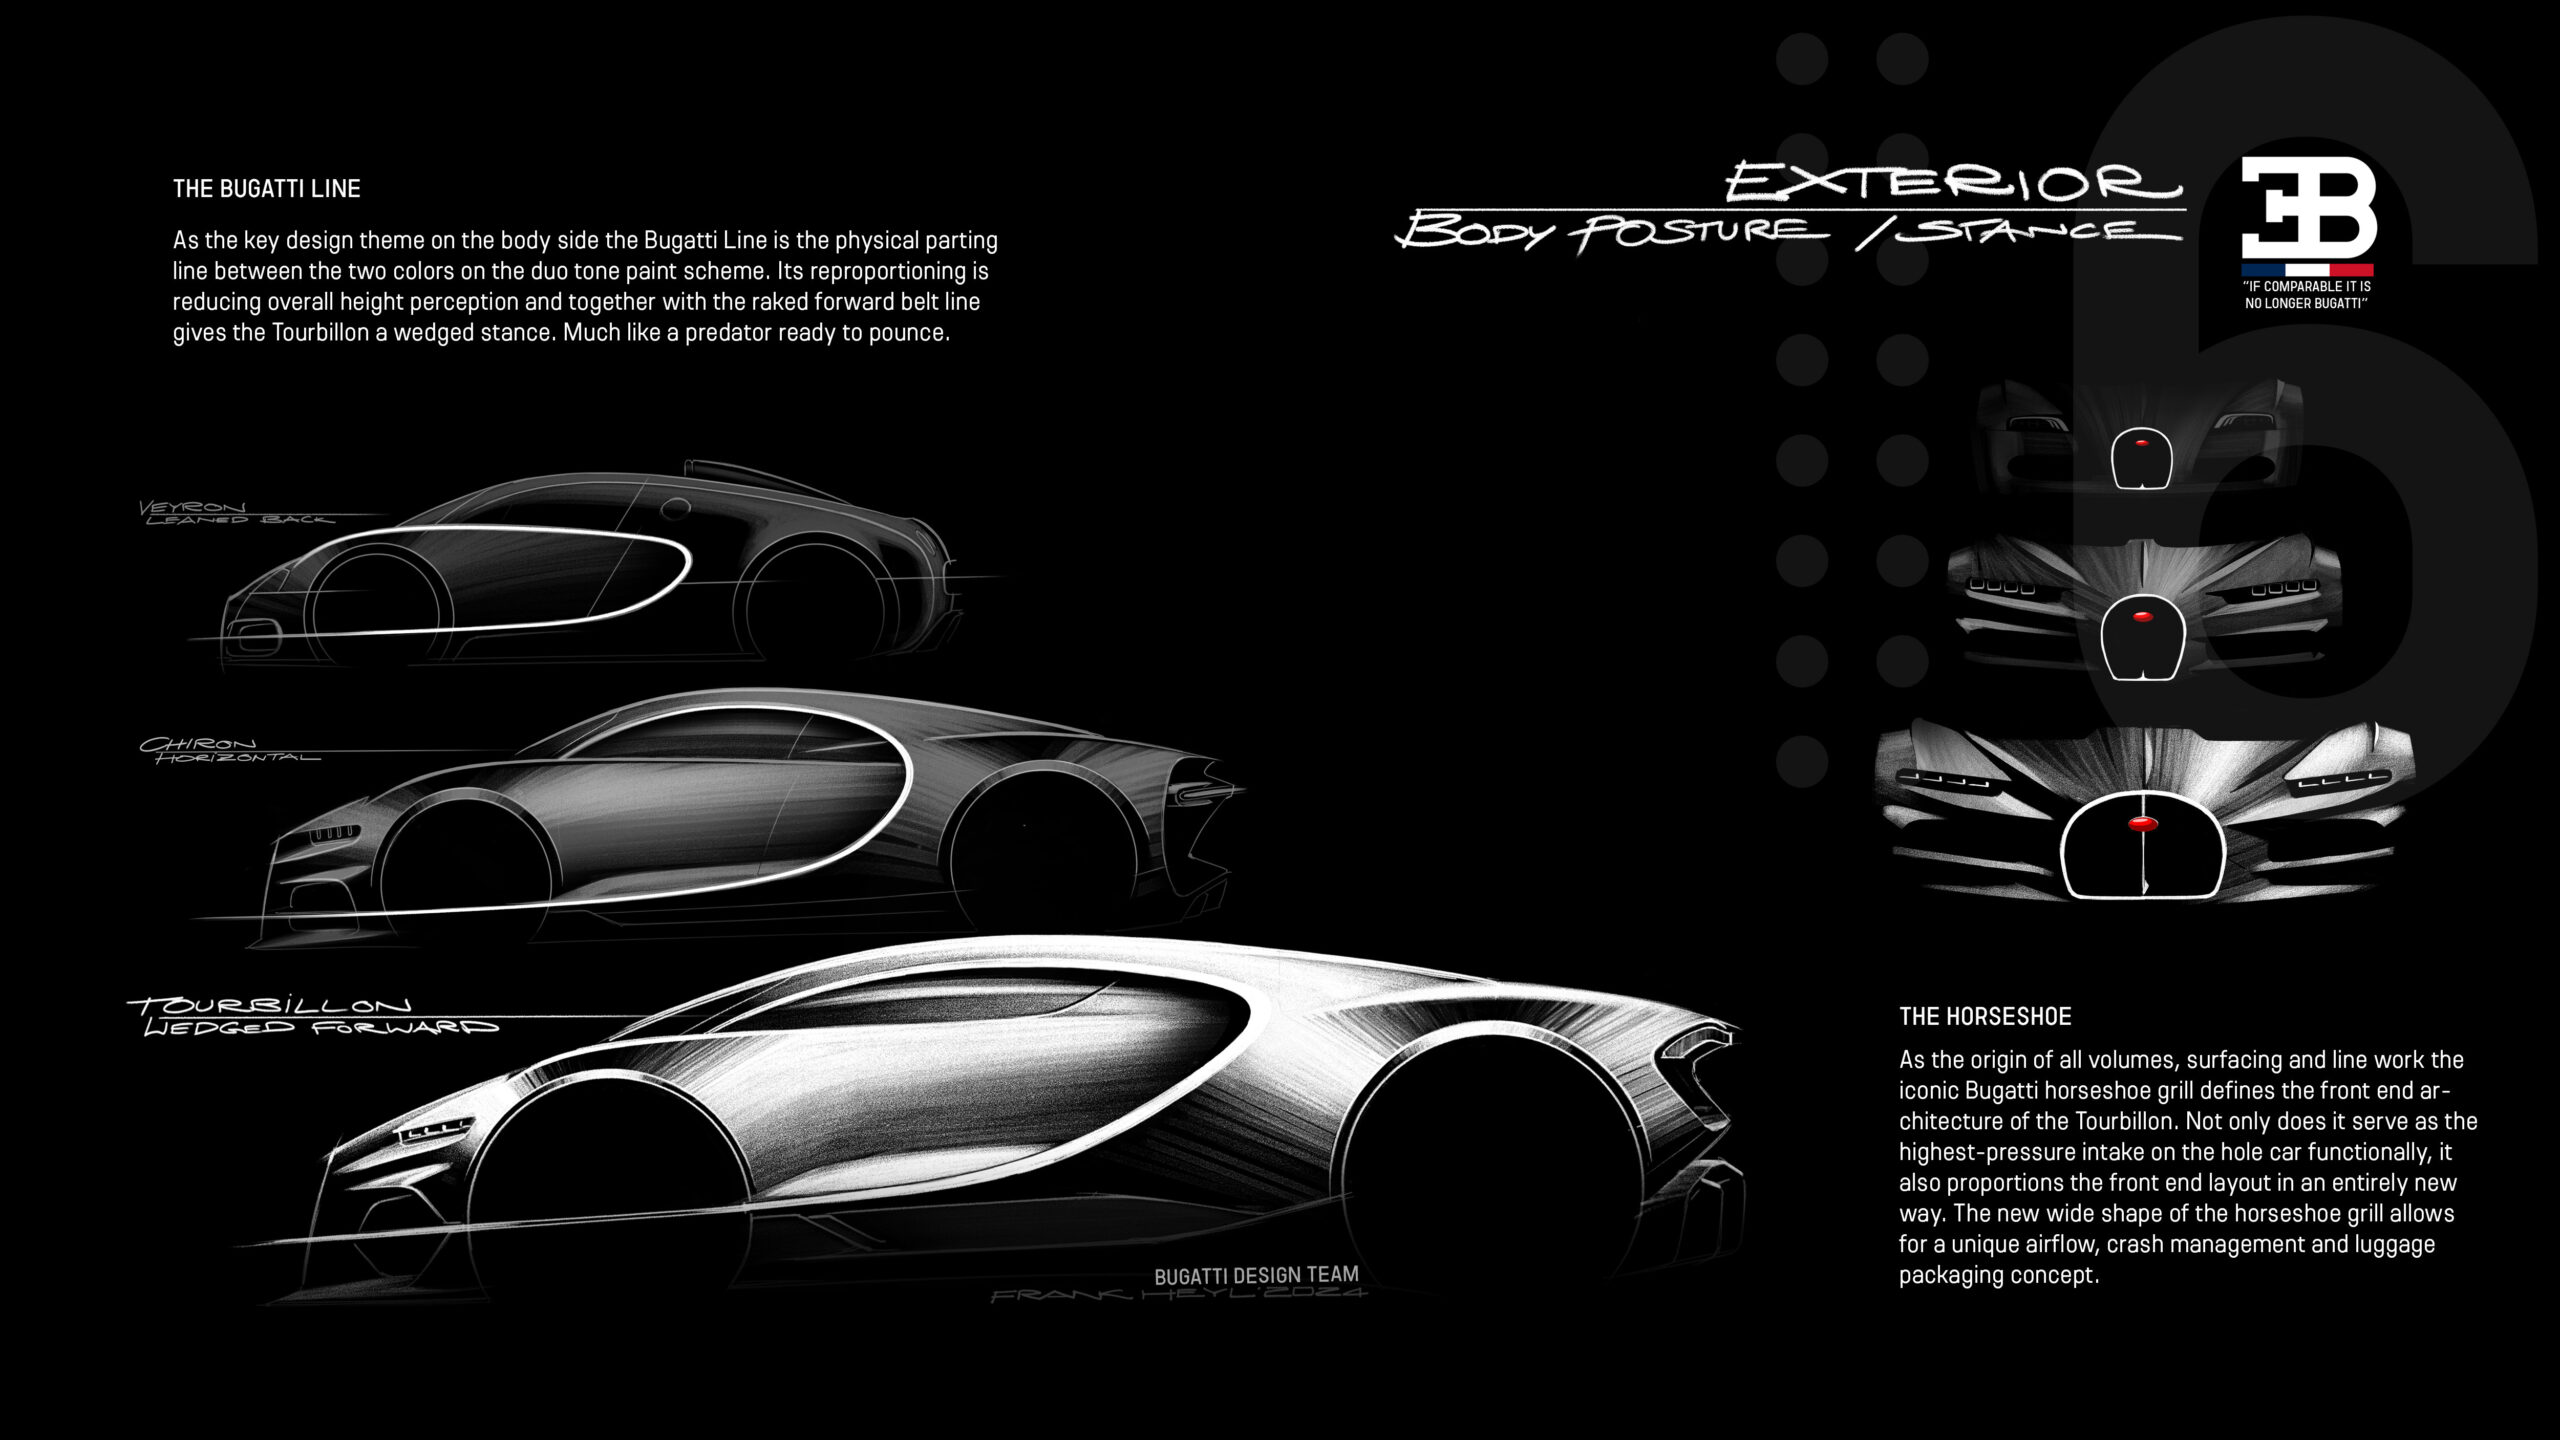 THE BUGATTI LINE
As the key design theme on the body side the Bugatti Line is the physical parting
line between the two colors on the duo tone paint scheme. Its reproportioning is
reducing overall height perception and together with the raked forward belt line
gives the Tourbillon a wedged stance. Much like a predator ready to pounce.
EXTERIOR
BODY POSTURE / STANCE
EB
"IF COMPARABLE IT IS
NO LONGER BUGATTI"
6
VEYRON
LEANED BACK
CHIRON
HORIZONTAL
TOURBiLLON
WEDGED FORWARD
BUGATTI DESIGN TEAM
FRANK HEYL'2024
THE HORSESHOE
As the origin of all volumes, surfacing and line work the
iconic Bugatti horseshoe grill defines the front end ar-
chitecture of the Tourbillon. Not only does it serve as the
highest-pressure intake on the hole car functionally, it
also proportions the front end layout in an entirely new
way. The new wide shape of the horseshoe grill allows
for a unique airflow, crash management and luggage
packaging concept.